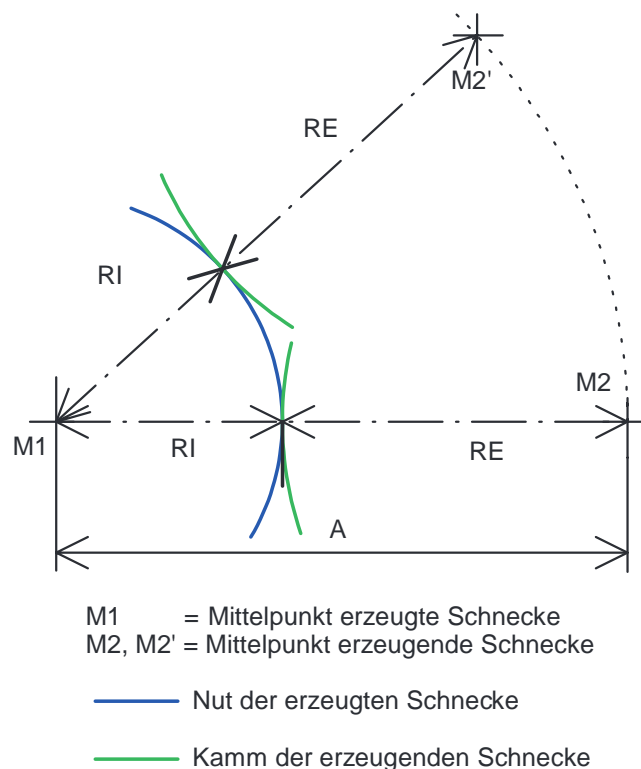 M2'
RE
RI
M2
M1
RI
RE
A
M1 = Mittelpunkt erzeugte Schnecke
M2, M2' = Mittelpunkt erzeugende Schnecke
Nut der erzeugten Schnecke
Kamm der erzeugenden Schnecke